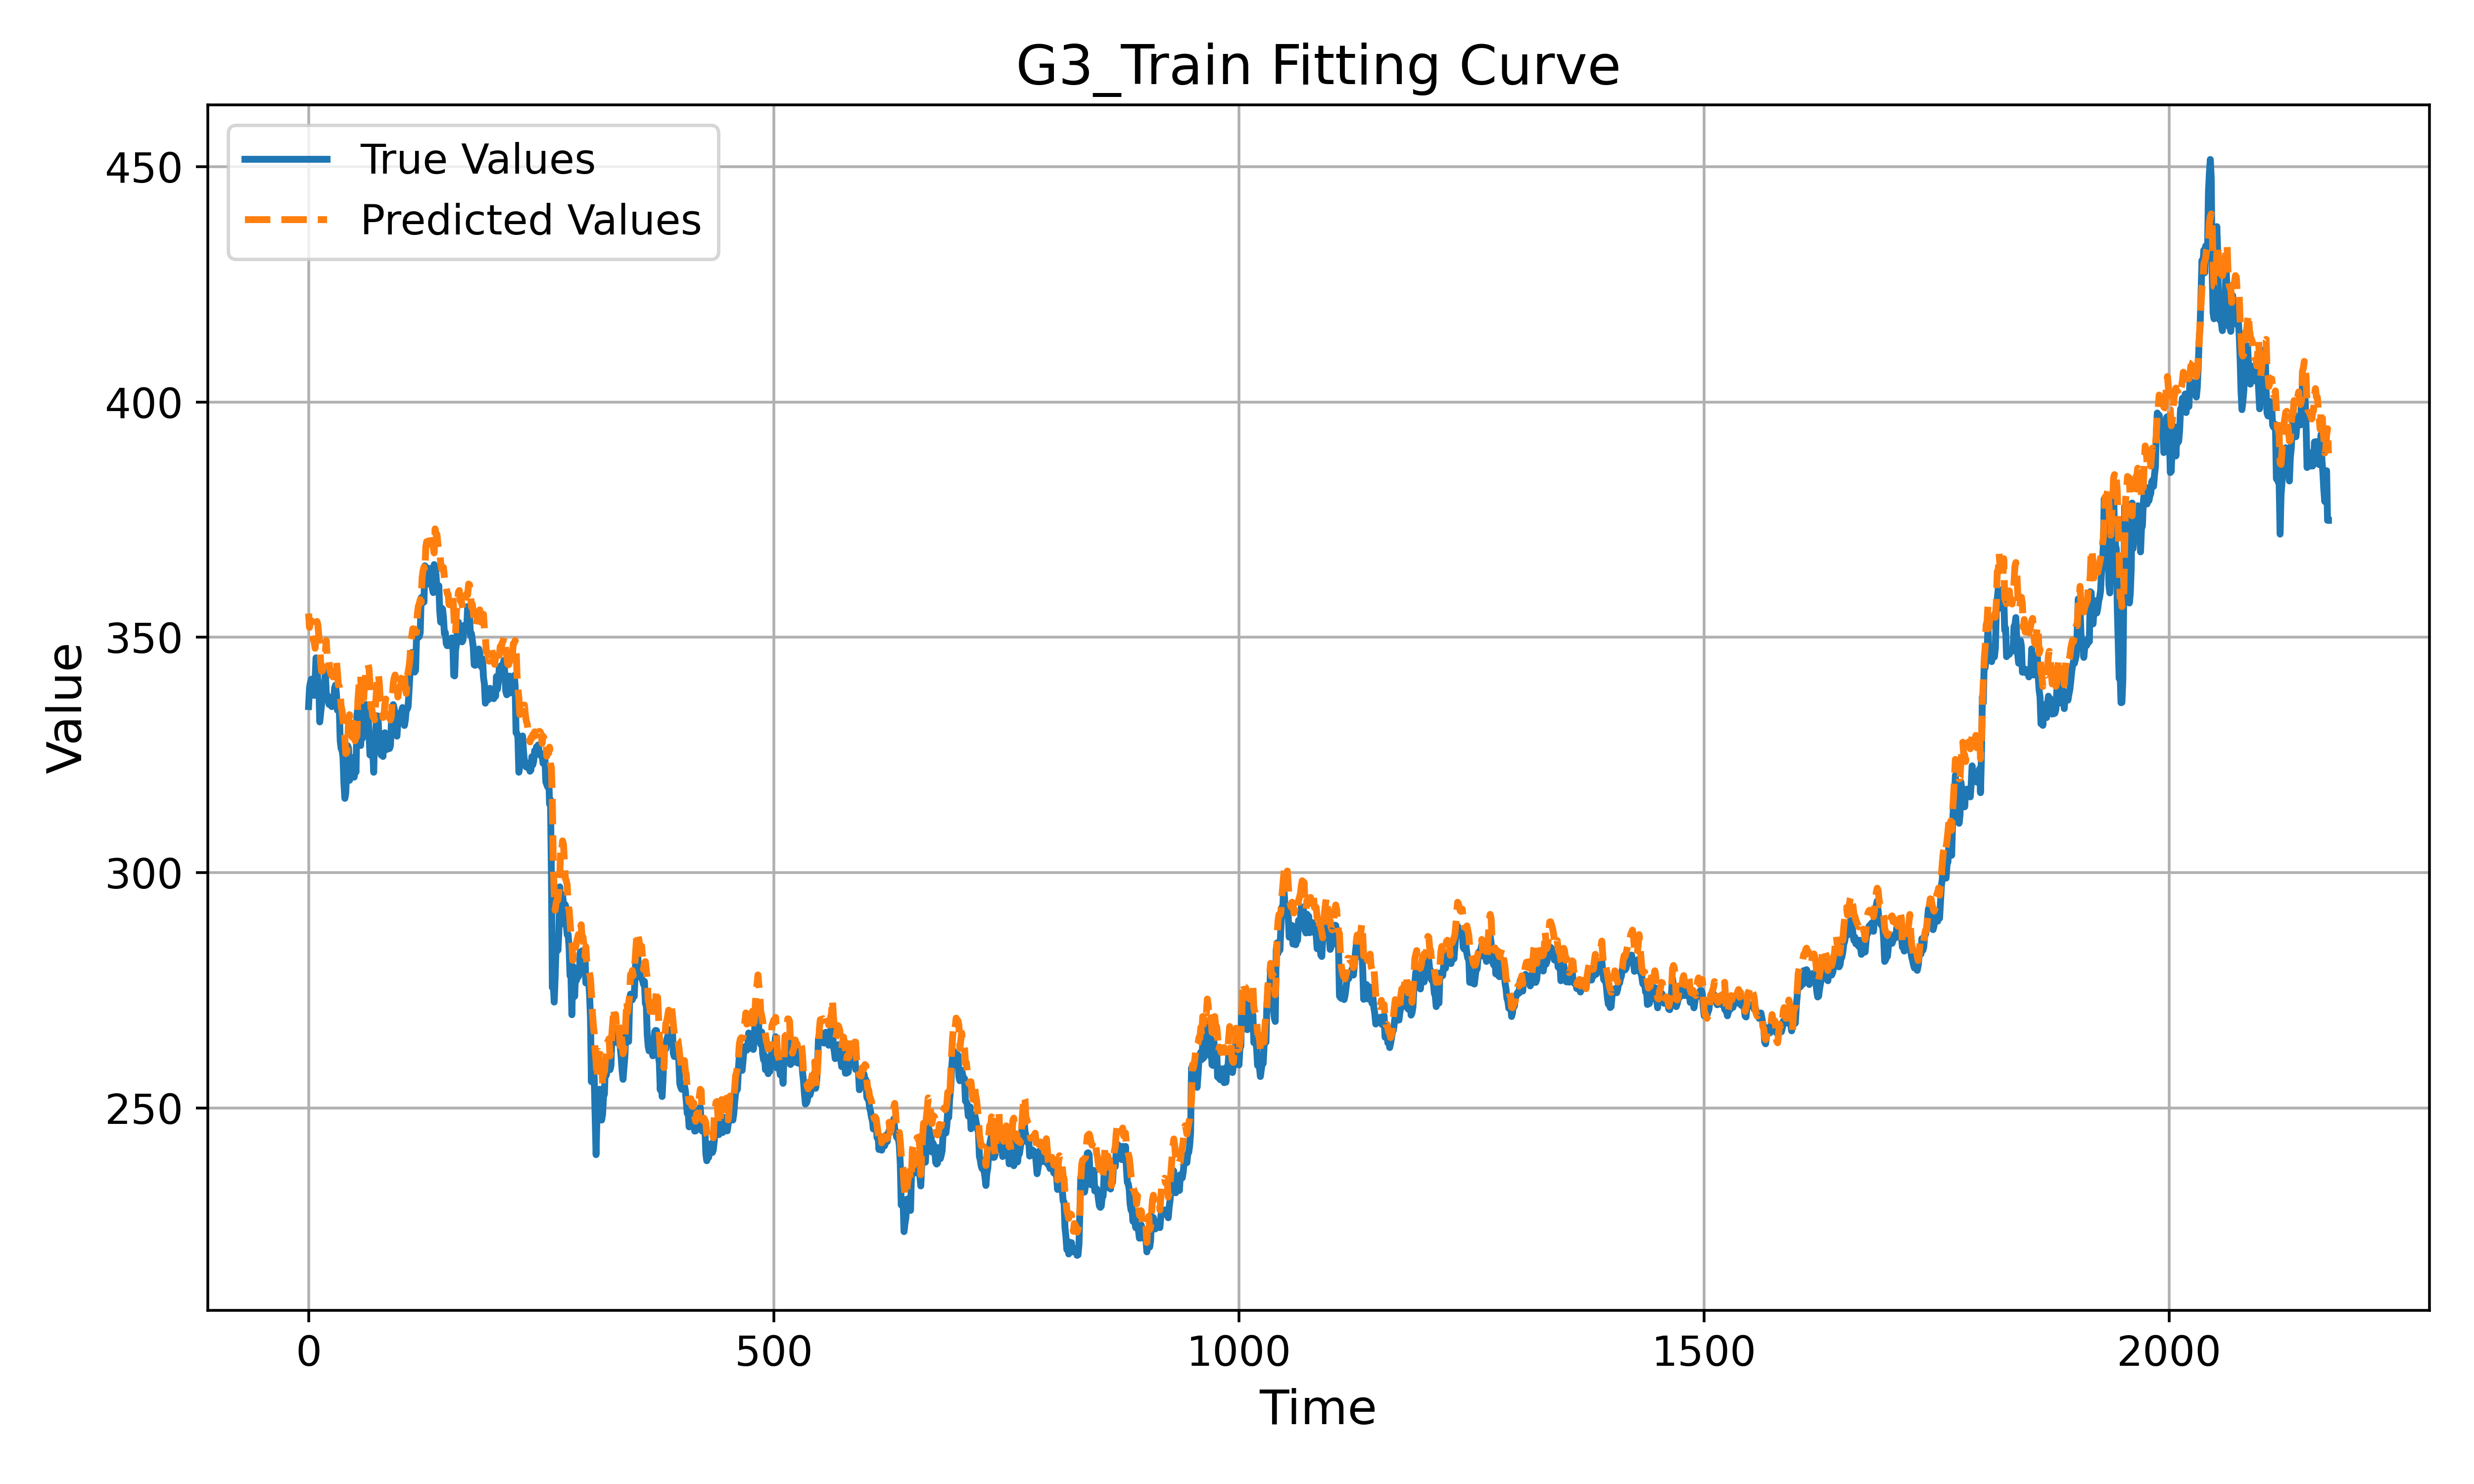 G3_Train Fitting Curve
True Values
Predicted Values
450
400
350
300
250
Value
0 500 1000 1500 2000
Time